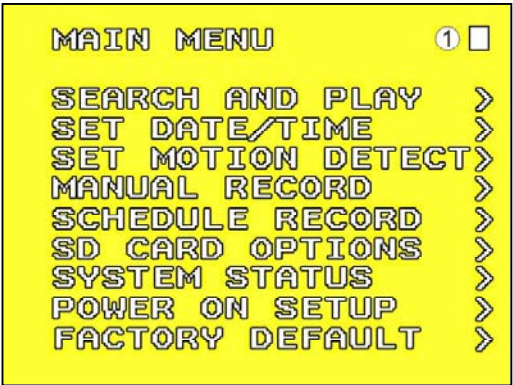 MAIN MENU 1
SEARCH AND PLAY >
SET DATE/TIME >
SET MOTION DETECT>
MANUAL RECORD >
SCHEDULE RECORD >
SD CARD OPTIONS >
SYSTEM STATUS >
POWER ON SETUP >
FACTORY DEFAULT >